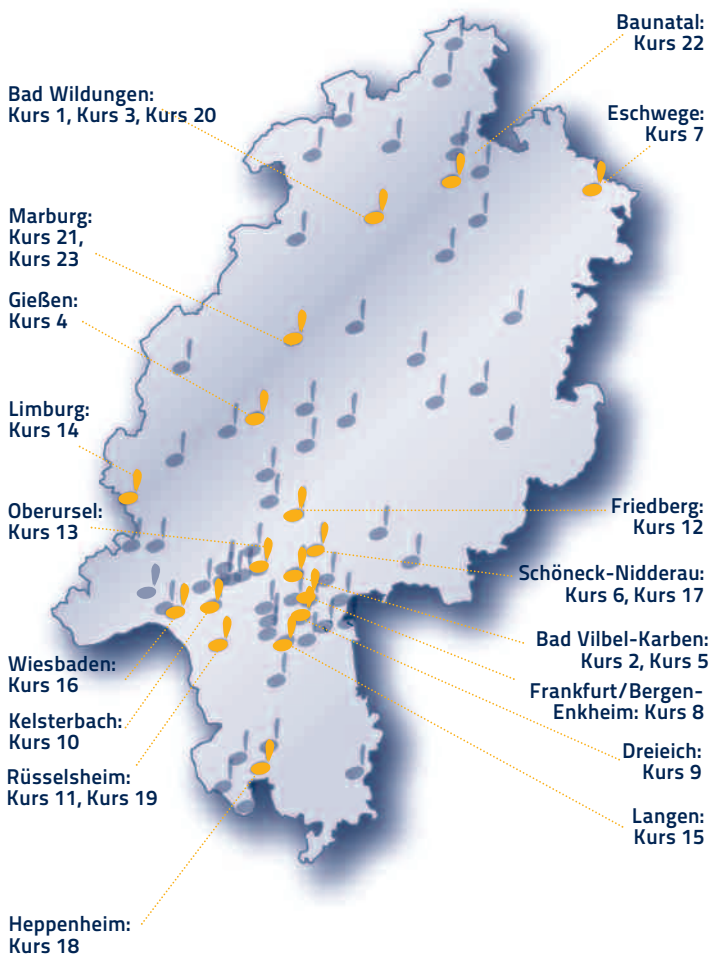 Baunatal:
Kurs 22
Bad Wildungen:
Kurs 1, Kurs 3, Kurs 20
Eschwege:
Kurs 7
Marburg:
Kurs 21,
Kurs 23
Gießen:
Kurs 4
Limburg:
Kurs 14
Oberursel:
Kurs 13
Friedberg:
Kurs 12
Schöneck-Nidderau:
Kurs 6, Kurs 17
Bad Vilbel-Karben:
Kurs 2, Kurs 5
Wiesbaden:
Kurs 16
Frankfurt/Bergen-
Enkheim: Kurs 8
Kelsterbach:
Kurs 10
Dreieich:
Kurs 9
Rüsselsheim:
Kurs 11, Kurs 19
Langen:
Kurs 15
Heppenheim:
Kurs 18